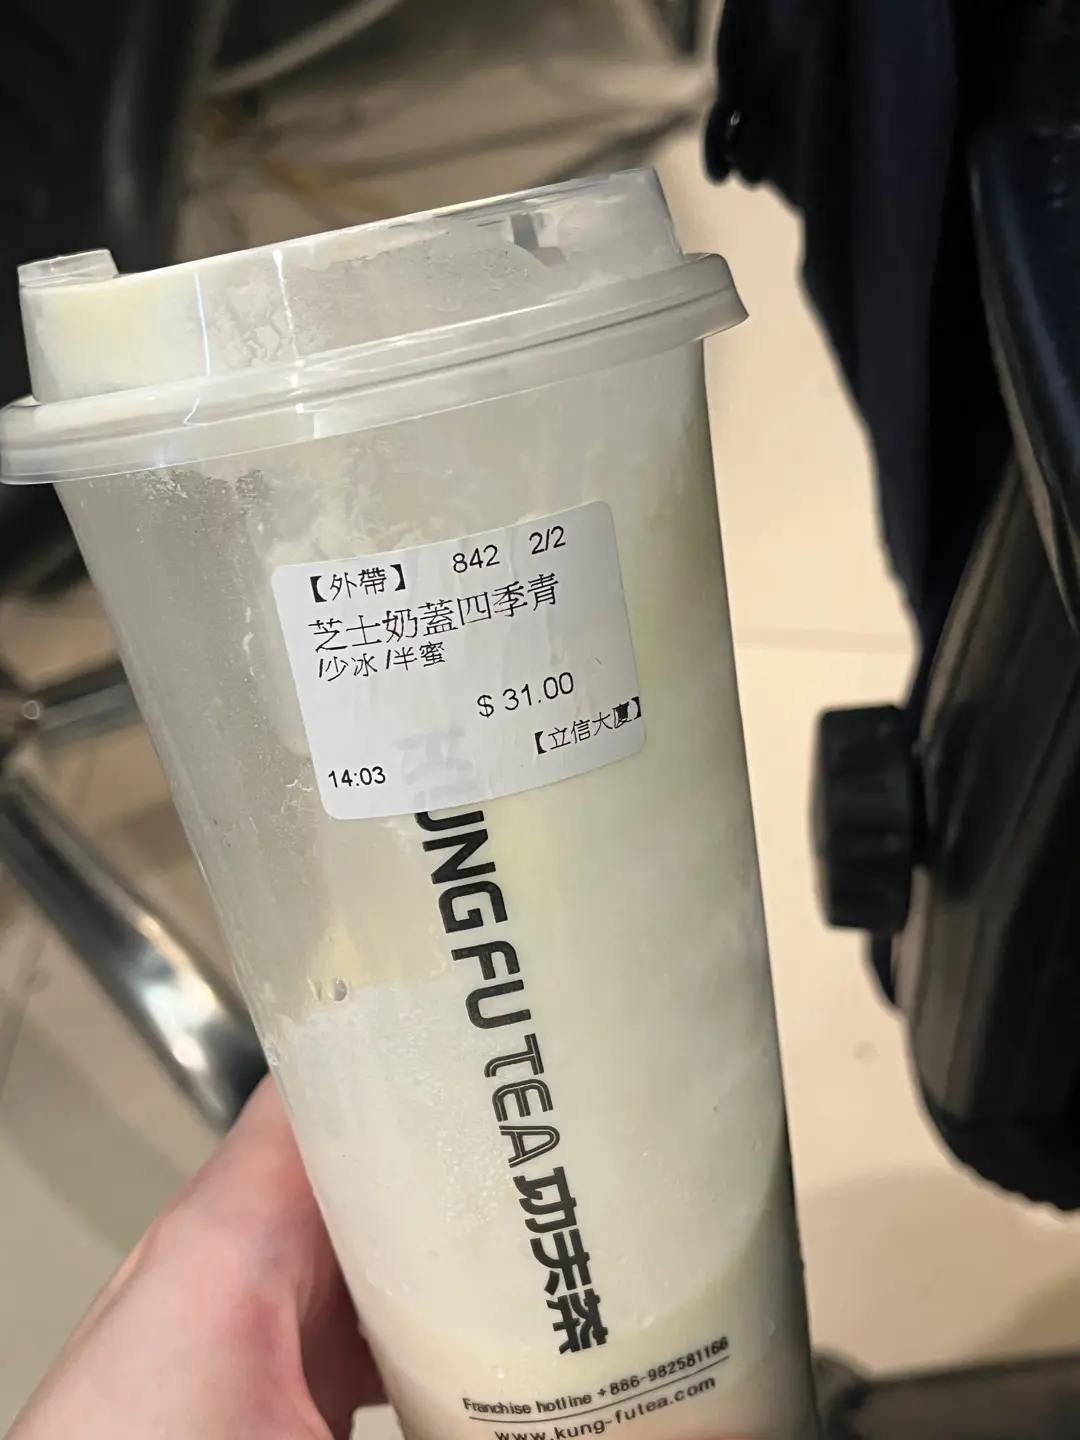 【外帶】 842 2/2
芝士奶蓋四季青
/少冰 /半蜜
$ 31.00
【立信大廈】
14:03
KUNG FU TEA 功夫茶
Franchise hotline +886-982581166
www.kung-futea.com